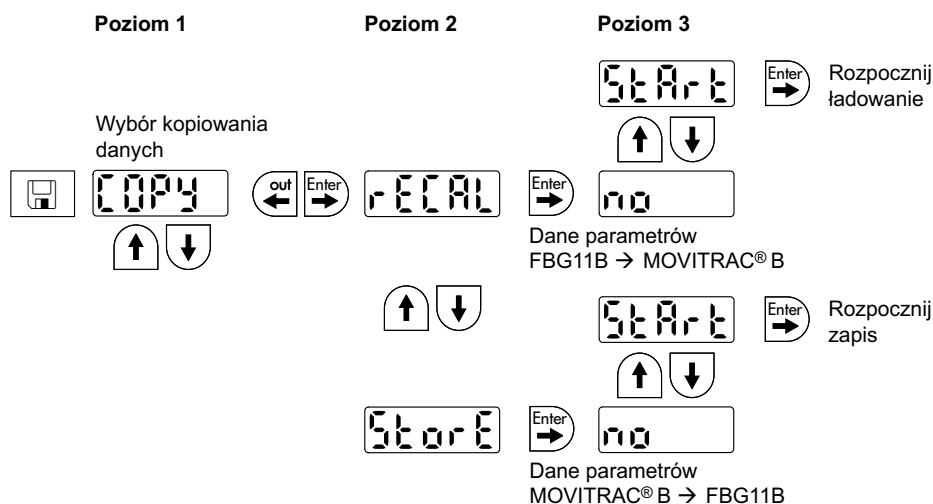 Poziom 1
Poziom 2
Poziom 3
StArt
Enter
Rozpocznij
ładowanie
Wybór kopiowania
danych
COPY
out
Enter
rECAL
Enter
no
Dane parametrów
FBG11B → MOVITRAC® B
StArt
Enter
Rozpocznij
zapis
StorE
Enter
no
Dane parametrów
MOVITRAC® B → FBG11B